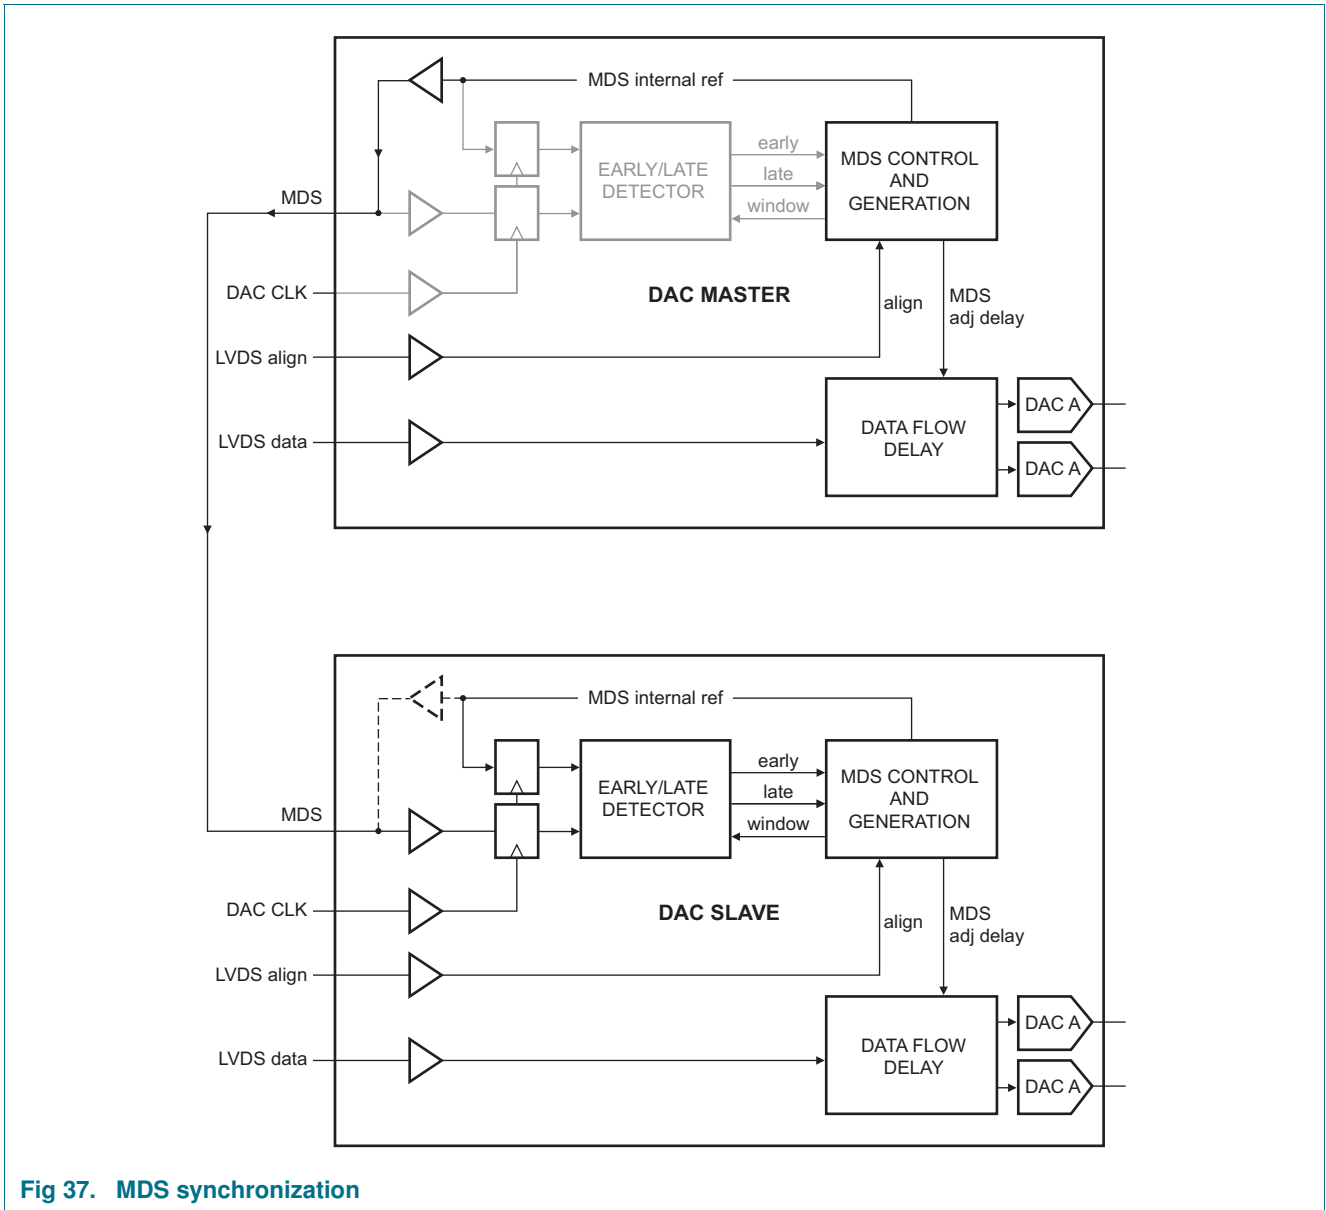 MDS internal ref
early
late
window
EARLY/LATE
DETECTOR
MDS CONTROL
AND
GENERATION
MDS
DAC CLK
DAC MASTER
align
MDS
adj delay
LVDS align
LVDS data
DATA FLOW
DELAY
DAC A
DAC A
MDS internal ref
early
late
window
EARLY/LATE
DETECTOR
MDS CONTROL
AND
GENERATION
MDS
DAC CLK
DAC SLAVE
align
MDS
adj delay
LVDS align
LVDS data
DATA FLOW
DELAY
DAC A
DAC A
Fig 37. MDS synchronization